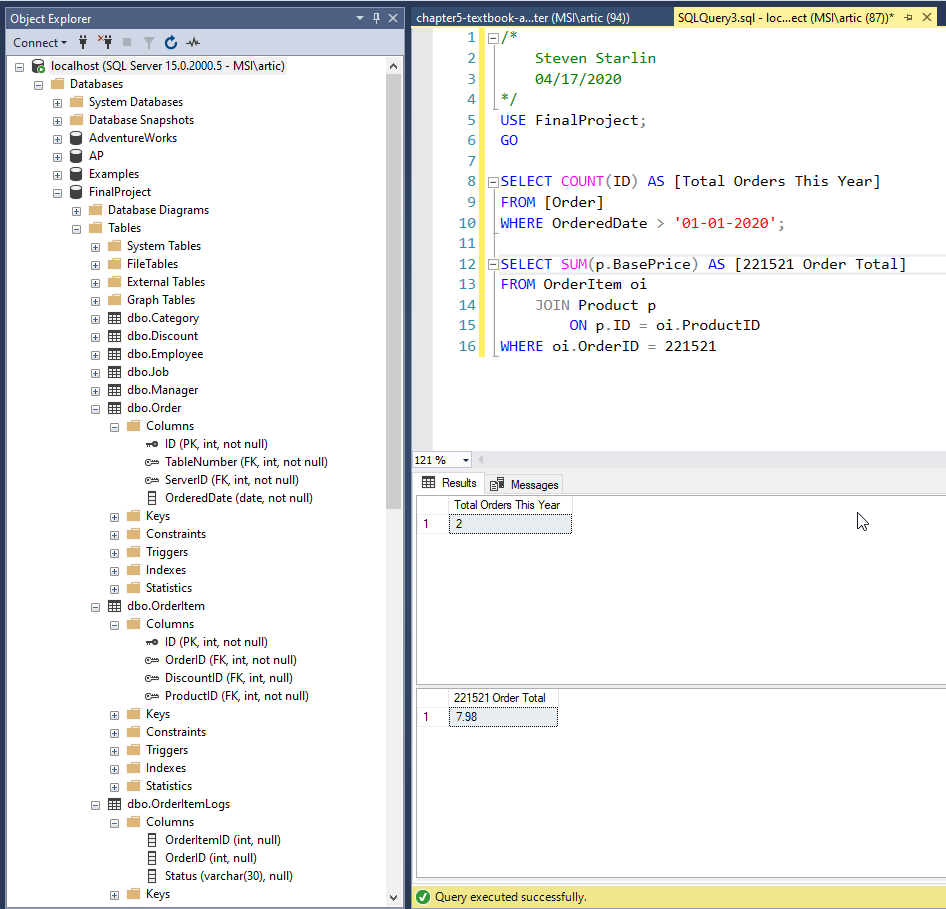 Object Explorer
Connect
localhost (SQL Server 15.0.2000.5 - MSI\artic)
Databases
System Databases
Database Snapshots
AdventureWorks
AP
Examples
FinalProject
Database Diagrams
Tables
System Tables
FileTables
External Tables
Graph Tables
dbo.Category
dbo.Discount
dbo.Employee
dbo.Job
dbo.Manager
dbo.Order
Columns
ID (PK, int, not null)
TableNumber (FK, int, not null)
ServerID (FK, int, not null)
OrderedDate (date, not null)
Keys
Constraints
Triggers
Indexes
Statistics
dbo.OrderItem
Columns
ID (PK, int, not null)
OrderID (FK, int, not null)
DiscountID (FK, int, null)
ProductID (FK, int, not null)
Keys
Constraints
Triggers
Indexes
Statistics
dbo.OrderItemLogs
Columns
OrderItemID (int, null)
OrderID (int, null)
Status (varchar(30), null)
Keys
chapter5-textbook-a...ter (MSI\artic (94))
SQLQuery3.sql - loc...ect (MSI\artic (87))*
1 /*
2 Steven Starlin
3 04/17/2020
4 */
5 USE FinalProject;
6 GO
7
8 SELECT COUNT(ID) AS [Total Orders This Year]
9 FROM [Order]
10 WHERE OrderedDate > '01-01-2020';
11
12 SELECT SUM(p.BasePrice) AS [221521 Order Total]
13 FROM OrderItem oi
14 JOIN Product p
15 ON p.ID = oi.ProductID
16 WHERE oi.OrderID = 221521
121 %
Results Messages
Total Orders This Year
1 2
221521 Order Total
1 7.98
Query executed successfully.